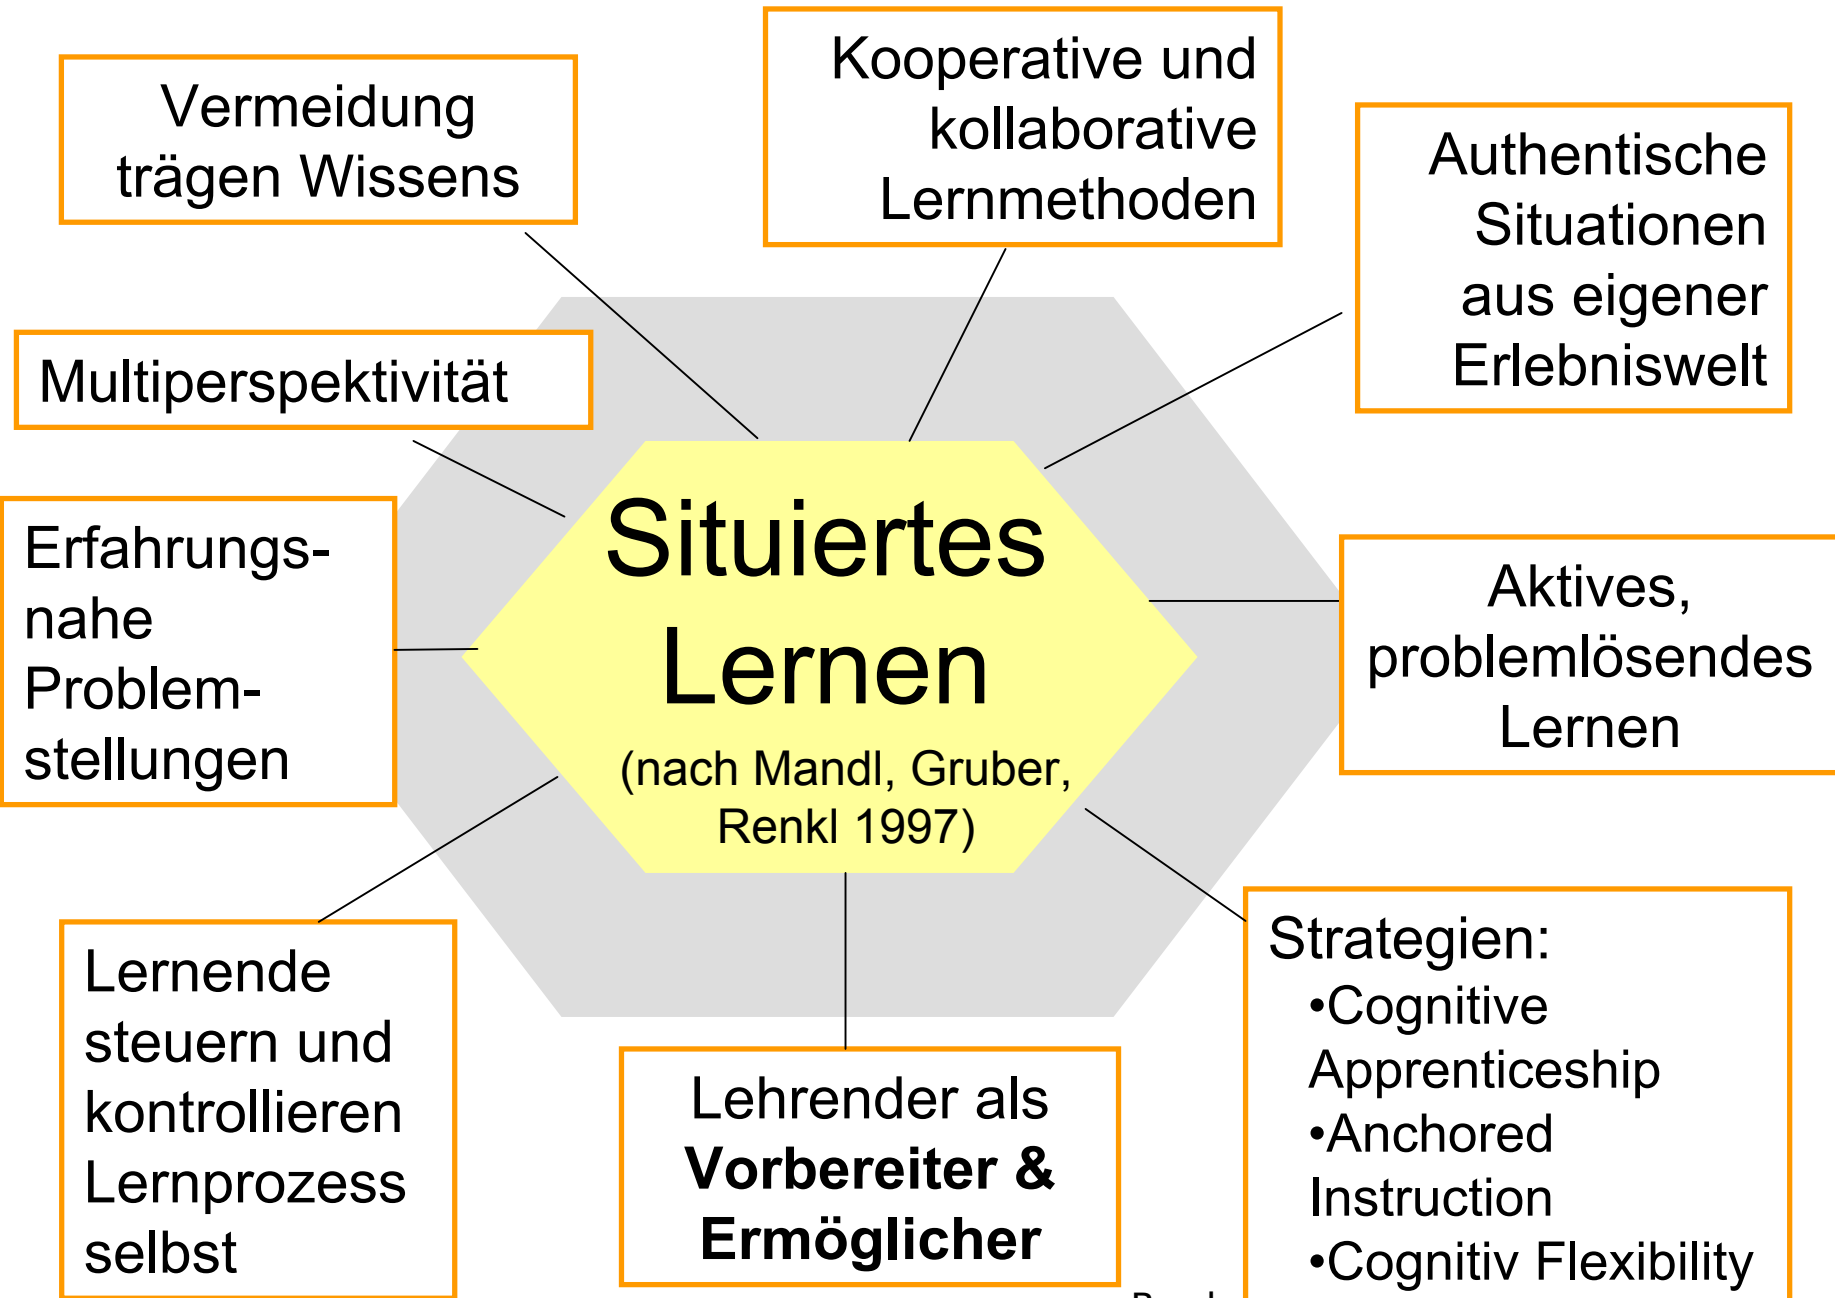 Vermeidung
trägen Wissens
Kooperative und
kollaborative
Lernmethoden
Authentische
Situationen
aus eigener
Erlebniswelt
Multiperspektivität
Erfahrungs-
nahe
Problem-
stellungen
Situiertes
Lernen
(nach Mandl, Gruber,
Renkl 1997)
Aktives,
problemlösendes
Lernen
Lernende
steuern und
kontrollieren
Lernprozess
selbst
Lehrender als
Vorbereiter &
Ermöglicher
Strategien:
•Cognitive
Apprenticeship
•Anchored
Instruction
•Cognitiv Flexibility